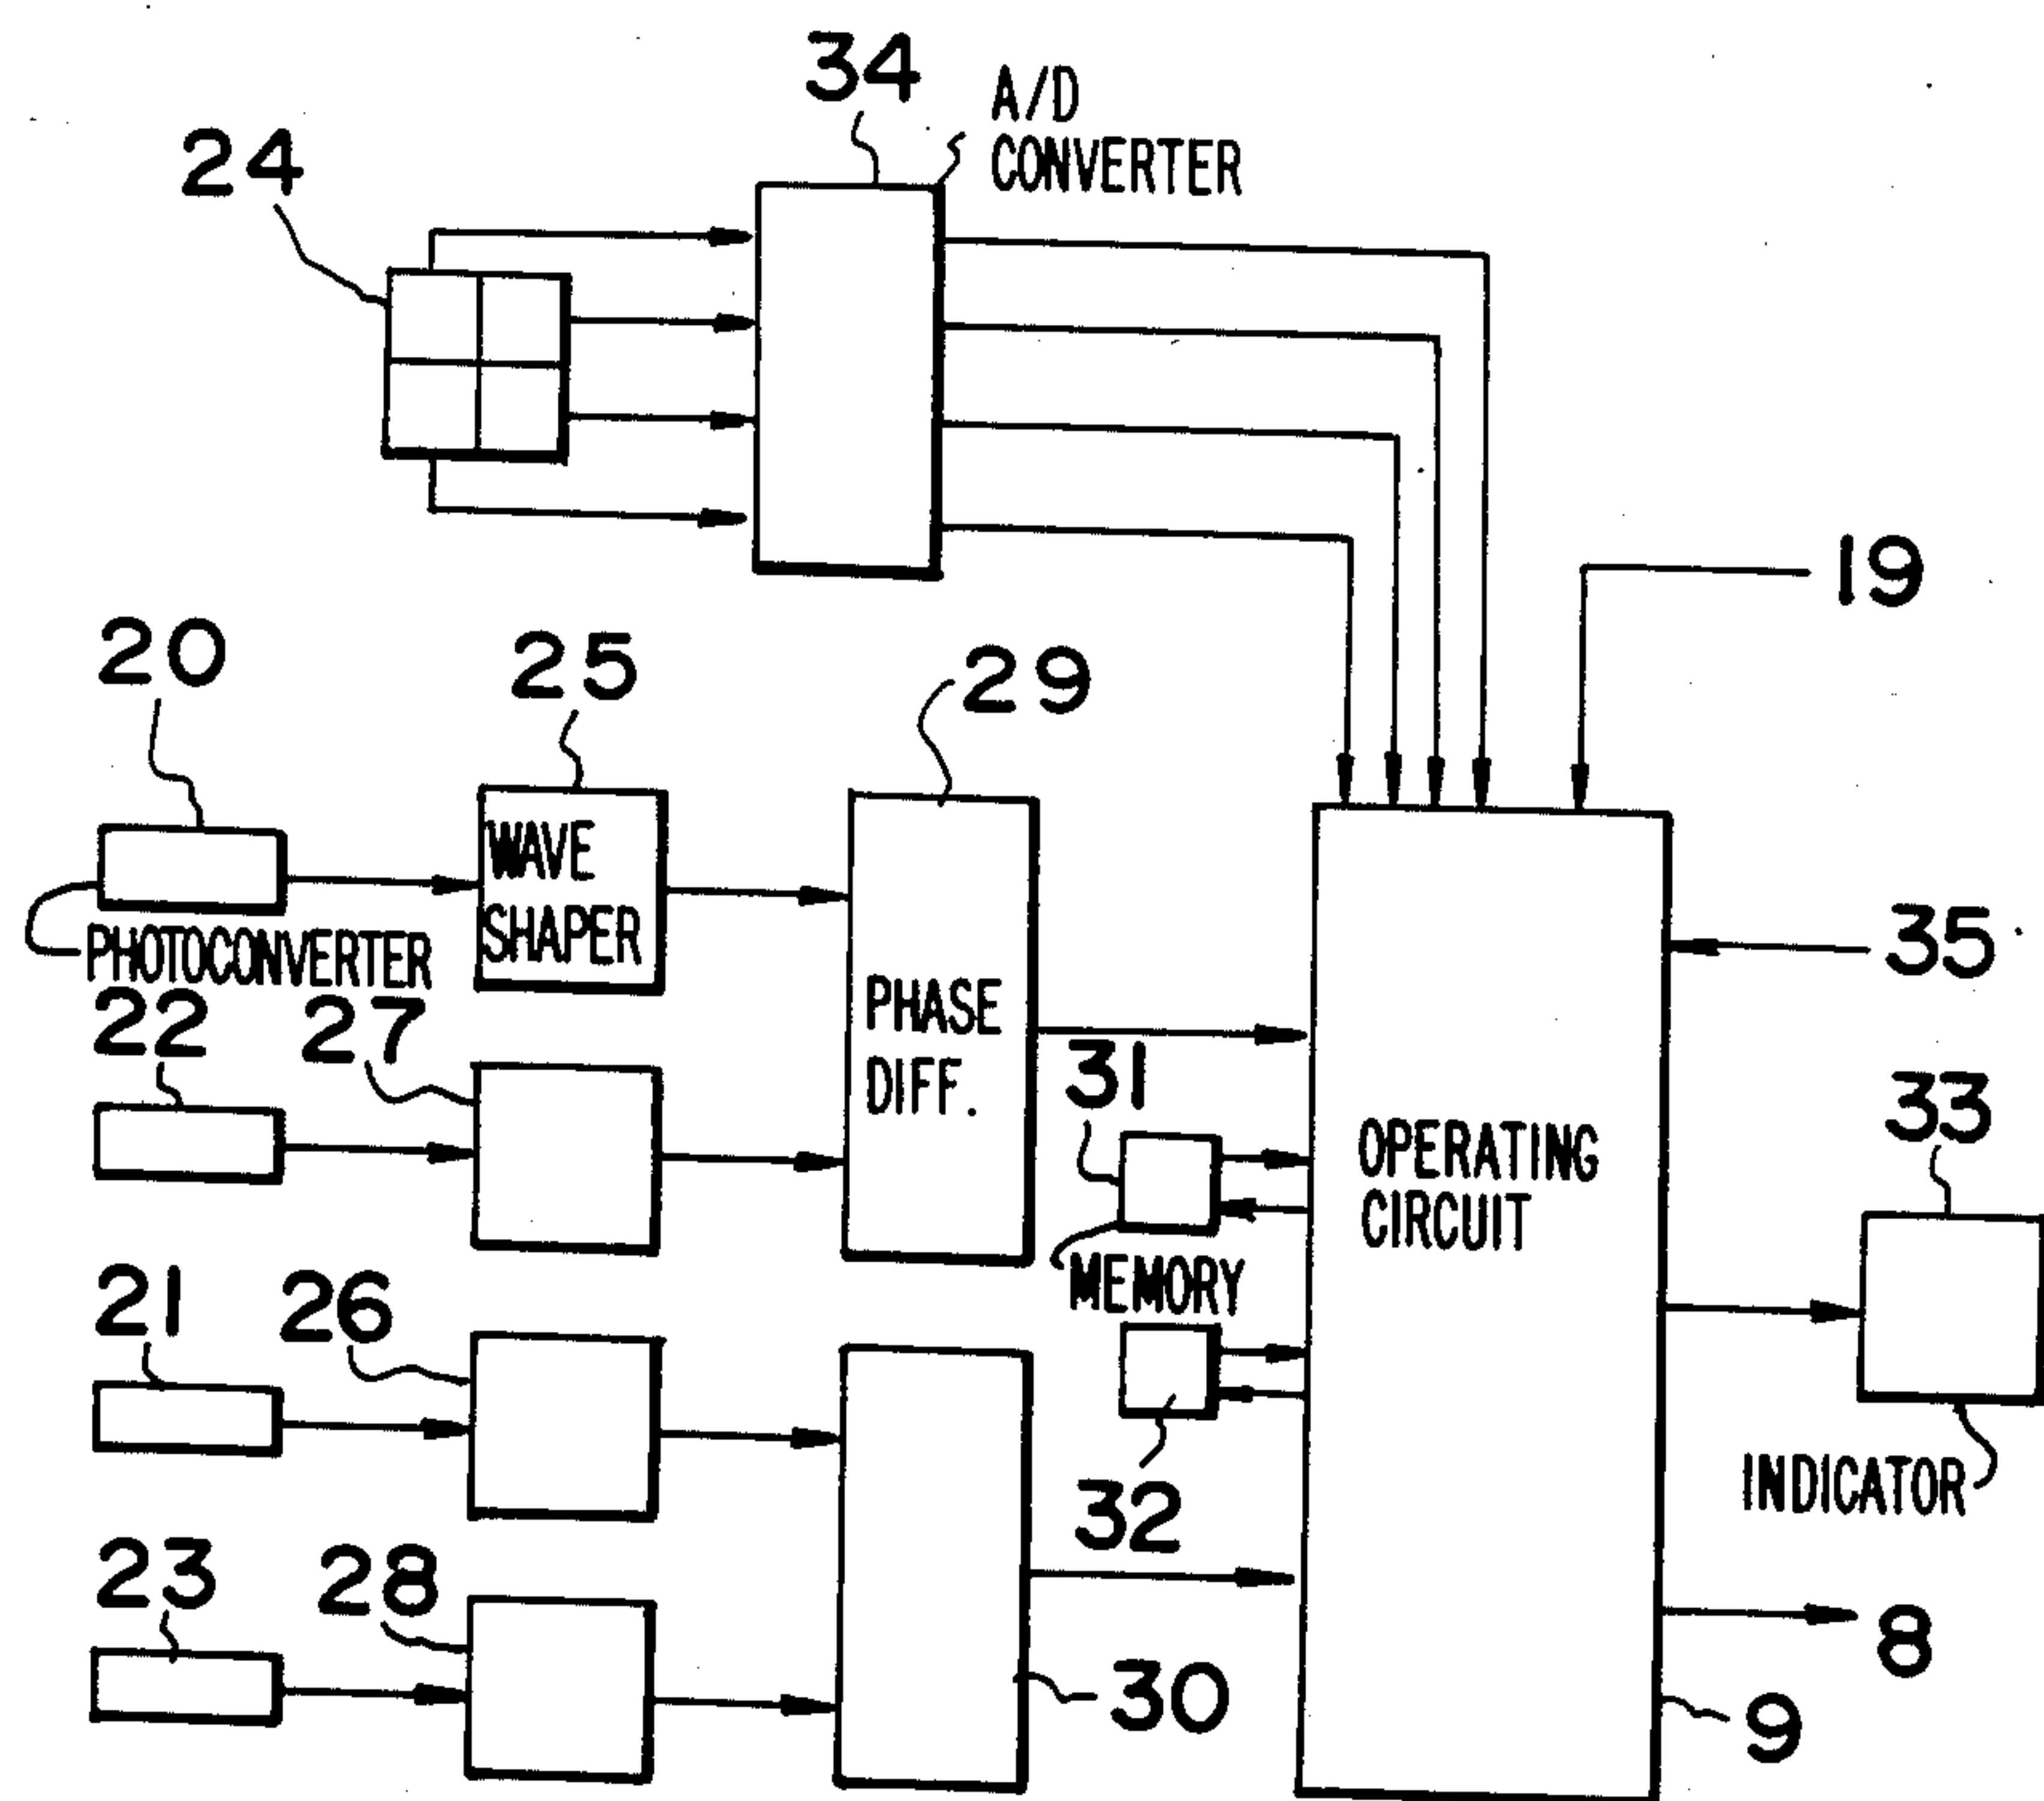 34
A/D
CONVERTER
24
19
20
25
29
WAVE
SHAPER
35
PHOTOCONVERTER
PHASE
DIFF.
22
27
31
33
OPERATING
CIRCUIT
MEMORY
21
26
INDICATOR
32
23
28
8
30
9